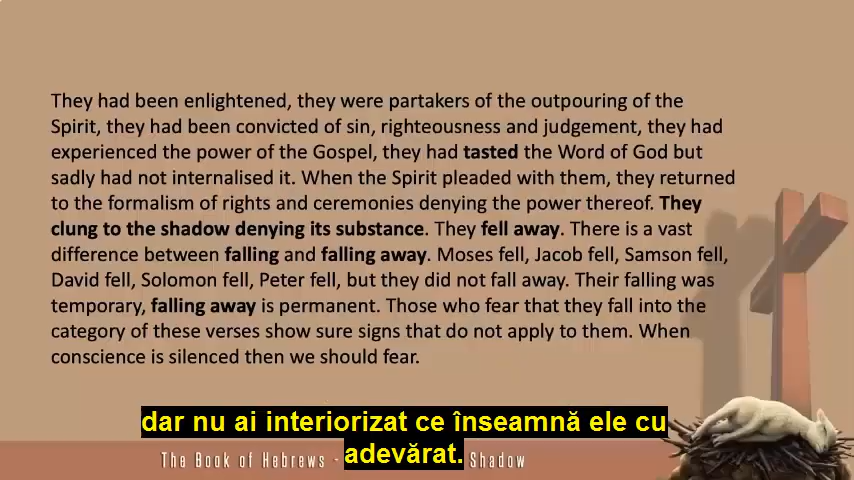 They had been enlightened, they were partakers of the outpouring of the
Spirit, they had been convicted of sin, righteousness and judgement, they had
experienced the power of the Gospel, they had tasted the Word of God but
sadly had not internalised it. When the Spirit pleaded with them, they returned
to the formalism of rights and ceremonies denying the power thereof. They
clung to the shadow denying its substance. They fell away. There is a vast
difference between falling and falling away. Moses fell, Jacob fell, Samson fell,
David fell, Solomon fell, Peter fell, but they did not fall away. Their falling was
temporary, falling away is permanent. Those who fear that they fall into the
category of these verses show sure signs that do not apply to them. When
conscience is silenced then we should fear.
dar nu ai interiorizat ce înseamnă ele cu
adevărat.
The Book of Hebrews - Shadow